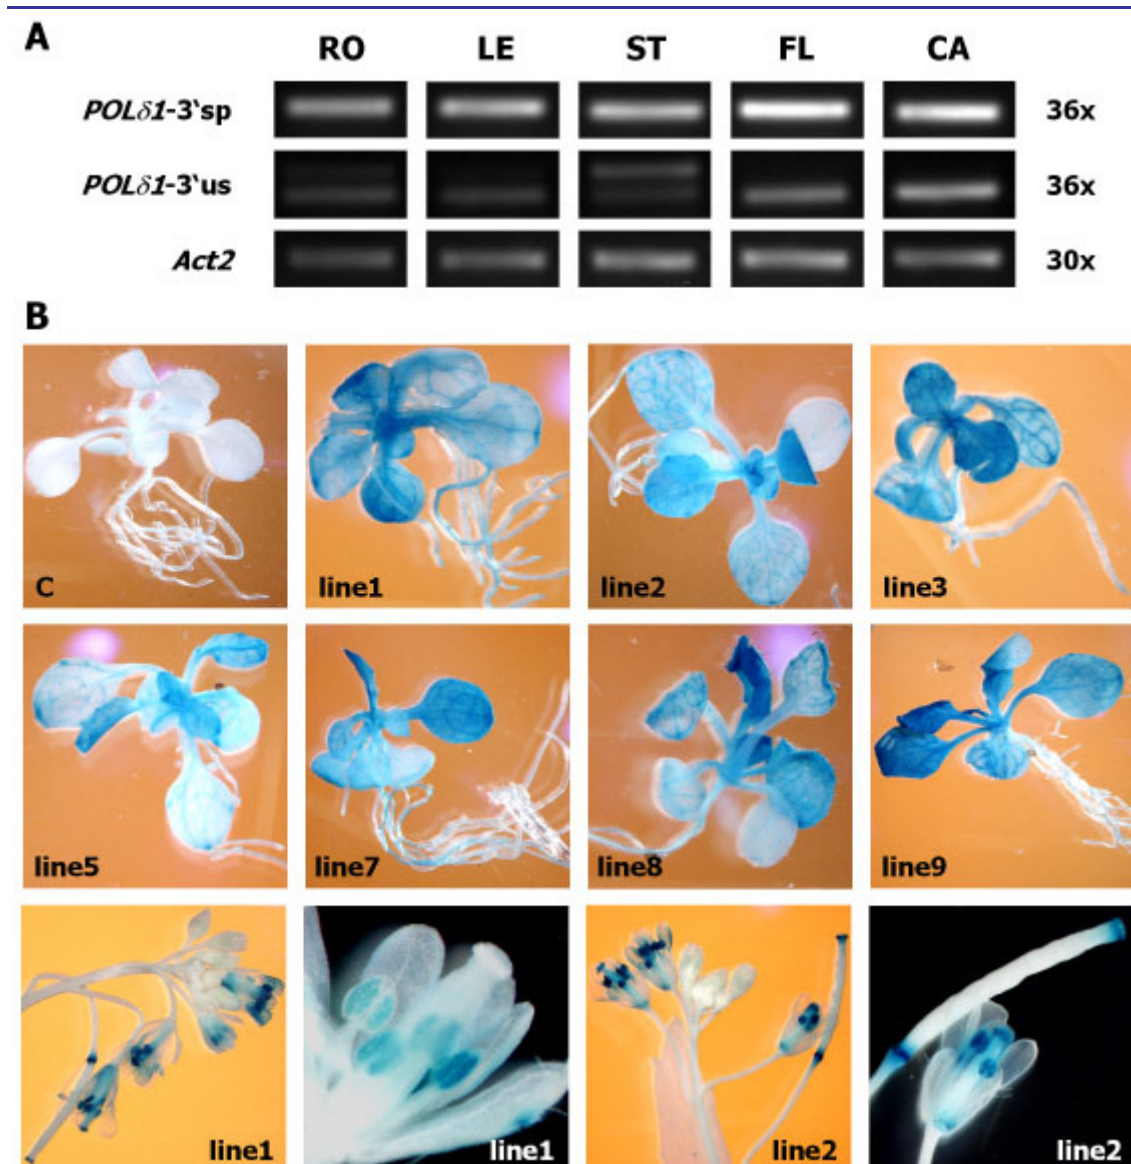 A
RO LE ST FL CA
POLδ1-3'sp 36x
POLδ1-3'us 36x
Act2 30x
B
C line1 line2 line3
line5 line7 line8 line9
line1 line1 line2 line2